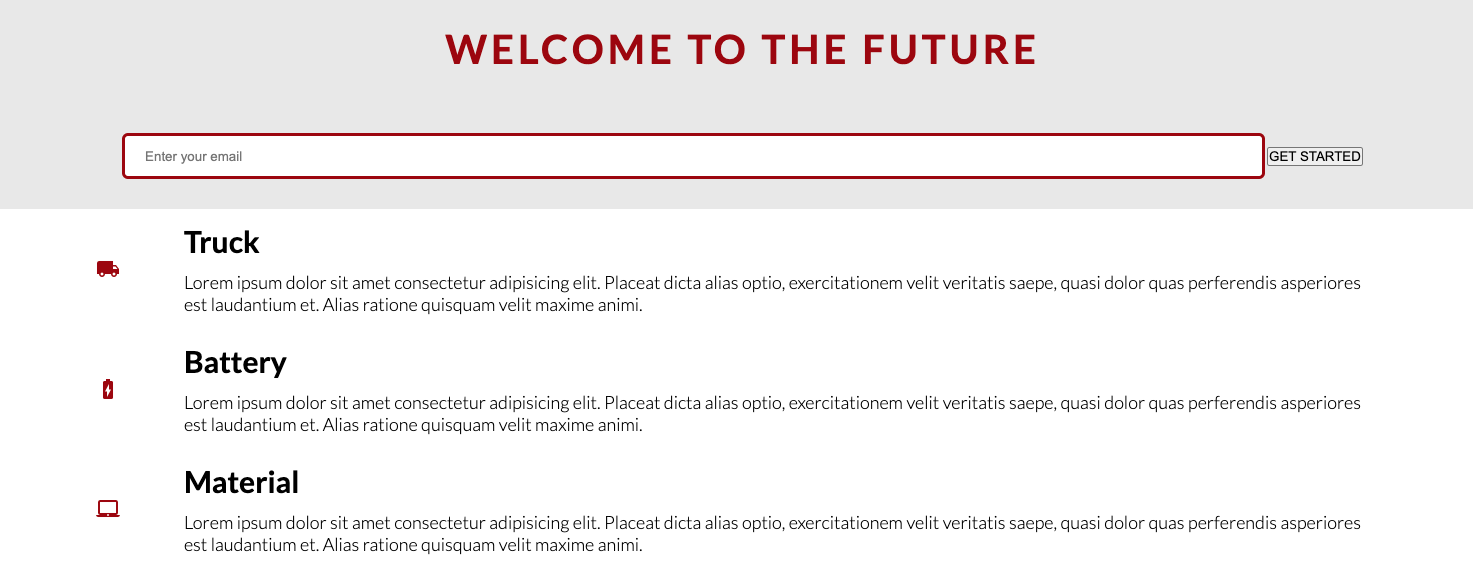 WELCOME TO THE FUTURE
Enter your email
GET STARTED
Truck
Lorem ipsum dolor sit amet consectetur adipisicing elit. Placeat dicta alias optio, exercitationem velit veritatis saepe, quasi dolor quas perferendis asperiores
est laudantium et. Alias ratione quisquam velit maxime animi.
Battery
Lorem ipsum dolor sit amet consectetur adipisicing elit. Placeat dicta alias optio, exercitationem velit veritatis saepe, quasi dolor quas perferendis asperiores
est laudantium et. Alias ratione quisquam velit maxime animi.
Material
Lorem ipsum dolor sit amet consectetur adipisicing elit. Placeat dicta alias optio, exercitationem velit veritatis saepe, quasi dolor quas perferendis asperiores
est laudantium et. Alias ratione quisquam velit maxime animi.